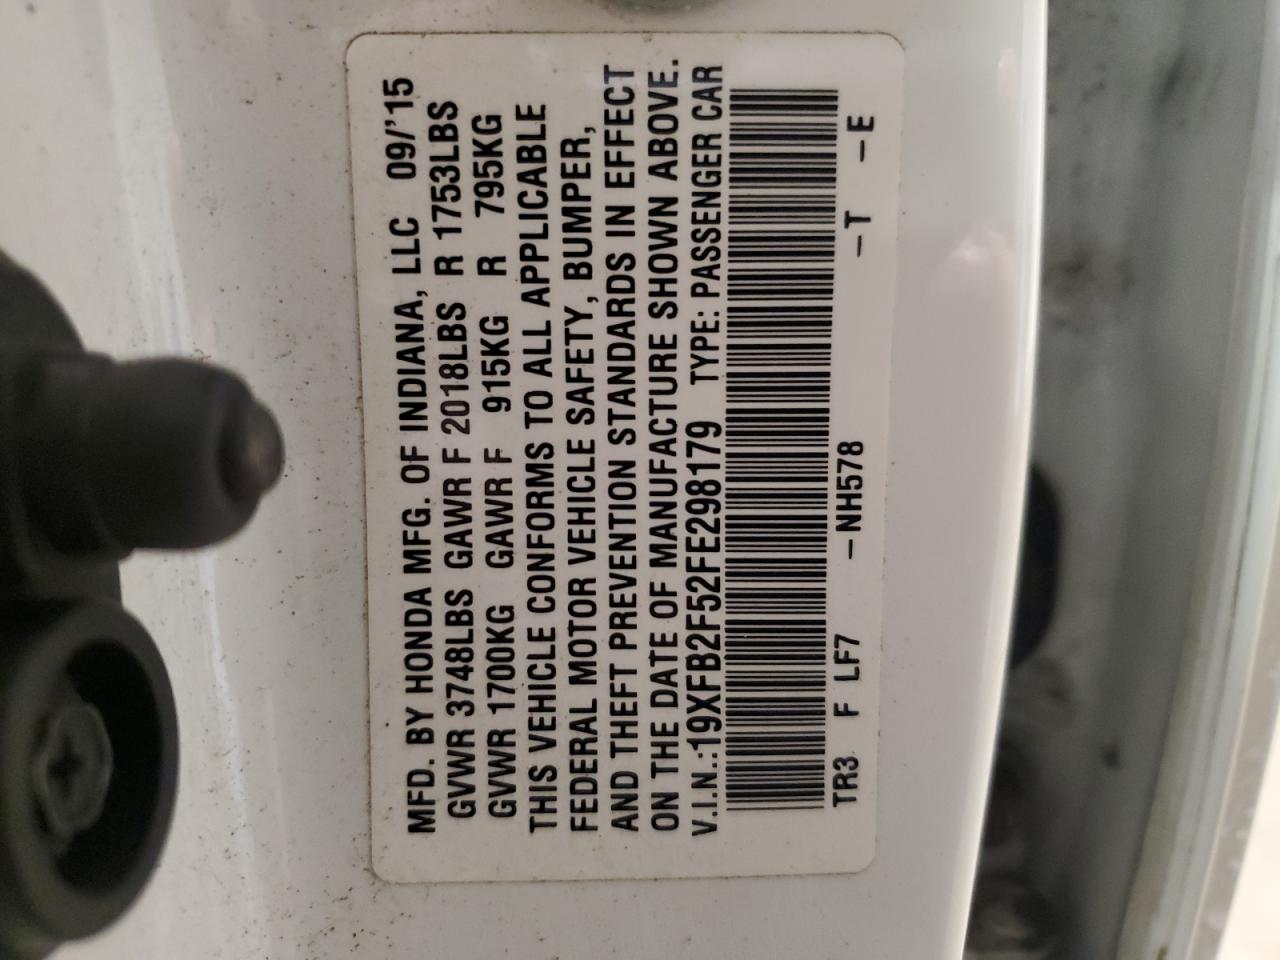 MFD. BY HONDA MFG. OF INDIANA, LLC 09/'15
GVWR 3748LBS GAWR F 2018LBS R 1753LBS
GVWR 1700KG GAWR F 915KG R 795KG
THIS VEHICLE CONFORMS TO ALL APPLICABLE
FEDERAL MOTOR VEHICLE SAFETY, BUMPER,
AND THEFT PREVENTION STANDARDS IN EFFECT
ON THE DATE OF MANUFACTURE SHOWN ABOVE.
V.I.N.:19XFB2F52FE298179 TYPE: PASSENGER CAR
TR3 F LF7 –NH578 –T –E